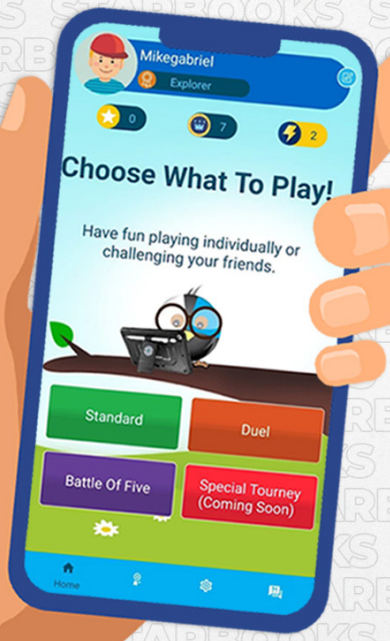 STARBOOKS
Mikegabriel
Explorer
0
7
2
Choose What To Play!
Have fun playing individually or
challenging your friends.
Standard
Duel
Battle Of Five
Special Tourney
(Coming Soon)
Home